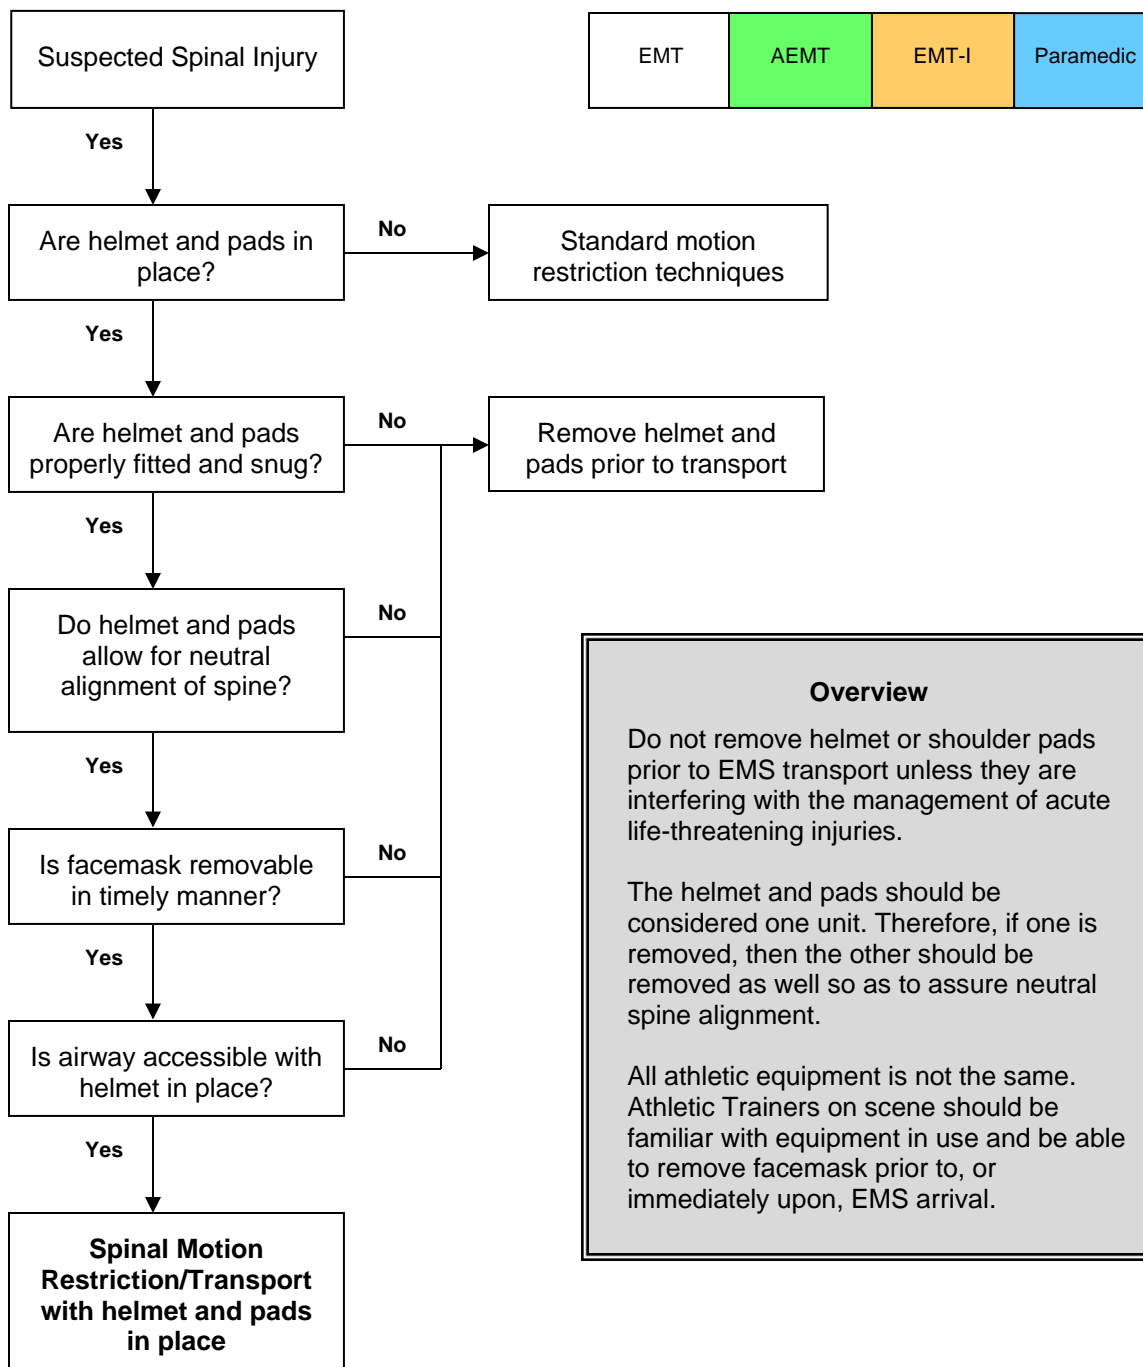 Suspected Spinal Injury
EMT
AEMT
EMT-I
Paramedic
Yes
Are helmet and pads in
place?
No
Standard motion
restriction techniques
Yes
Are helmet and pads
properly fitted and snug?
No
Remove helmet and
pads prior to transport
Yes
Do helmet and pads
allow for neutral
alignment of spine?
No
Yes
Is facemask removable
in timely manner?
No
Yes
Is airway accessible with
helmet in place?
No
Yes
Spinal Motion
Restriction/Transport
with helmet and pads
in place
Overview
Do not remove helmet or shoulder pads
prior to EMS transport unless they are
interfering with the management of acute
life-threatening injuries.
The helmet and pads should be
considered one unit. Therefore, if one is
removed, then the other should be
removed as well so as to assure neutral
spine alignment.
All athletic equipment is not the same.
Athletic Trainers on scene should be
familiar with equipment in use and be able
to remove facemask prior to, or
immediately upon, EMS arrival.